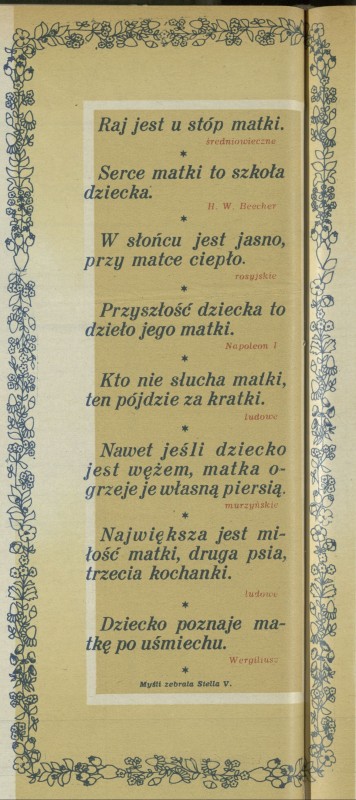 Raj jest u stóp matki.
średniowieczne
*
Serce matki to szkoła
dziecka.
H. W. Beecher
*
W słońcu jest jasno,
przy matce ciepło.
rosyjskie
*
Przyszłość dziecka to
dzieło jego matki.
Napoleon I
*
Kto nie słucha matki,
ten pójdzie za kratki.
ludowe
*
Nawet jeśli dziecko
jest wężem, matka o-
grzeje je własną piersią.
murzyńskie
*
Największa jest mi-
łość matki, druga psia,
trzecia kochanki.
ludowe
*
Dziecko poznaje ma-
tkę po uśmiechu.
Wergiliusz
*
Myśli zebrała Stella V.